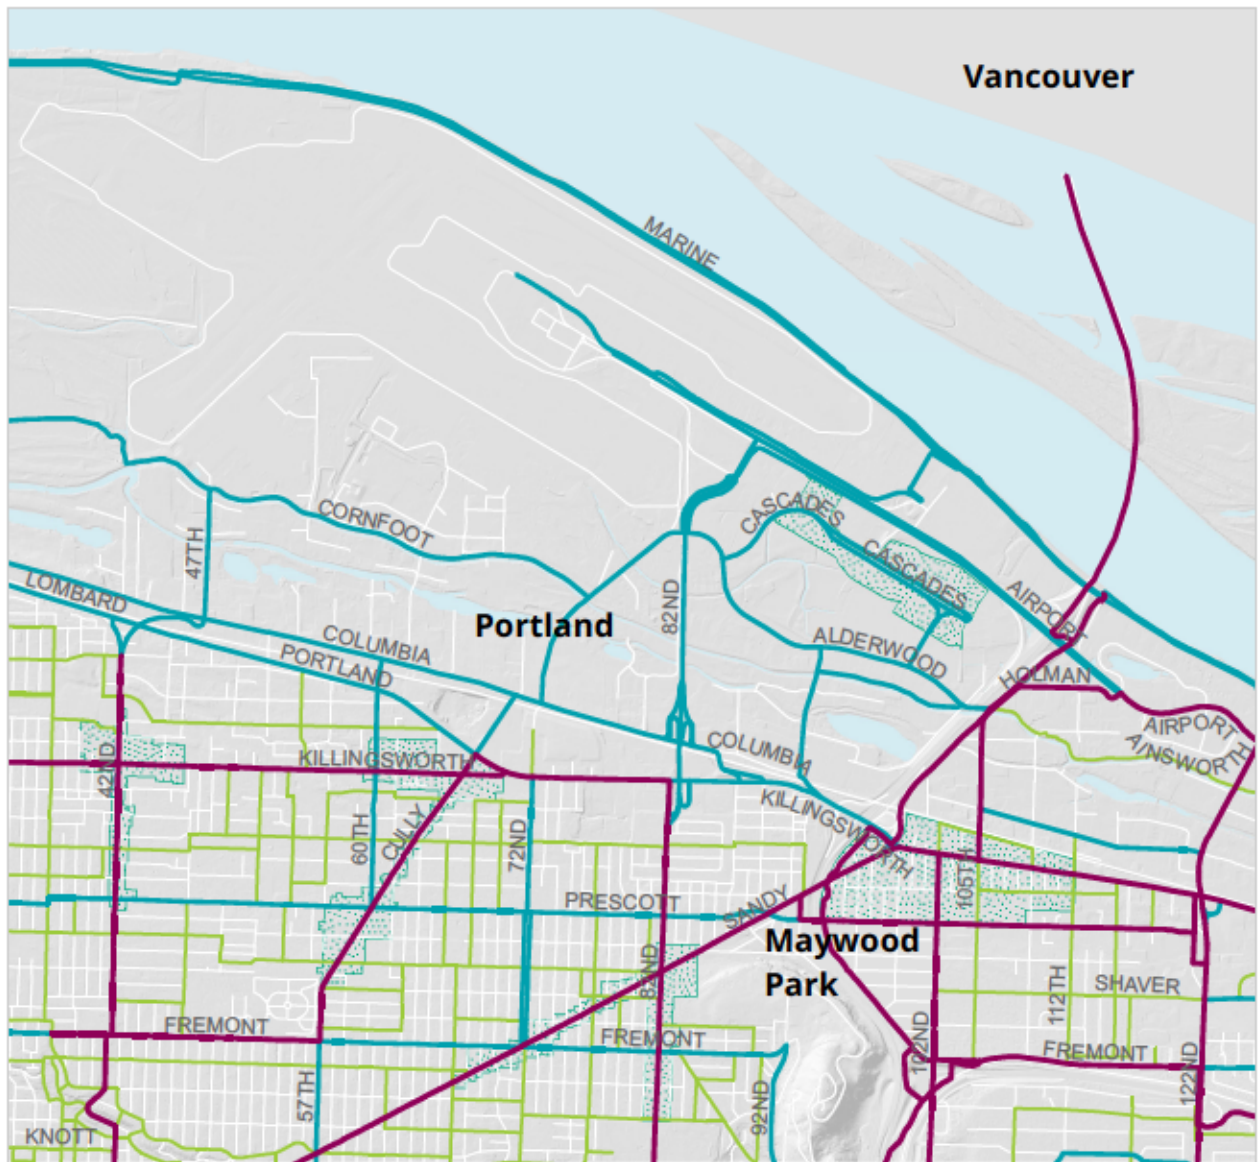 Vancouver
MARINE
CASCADES
CORNFOOT
47TH
CASCADES
AIRPORT
LOMBARD
82ND
Portland
COLUMBIA
PORTLAND
ALDERWOOD
HOLMAN
AIRPORT
AINSWORTH
42ND
KILLINGSWORTH
COLUMBIA
KILLINGSWORTH
60TH
CULLY
72ND
105TH
PRESCOTT
SANDY
Maywood
Park
82ND
SHAVER
112TH
FREMONT
FREMONT
102ND
FREMONT
57TH
92ND
122ND
KNOTT